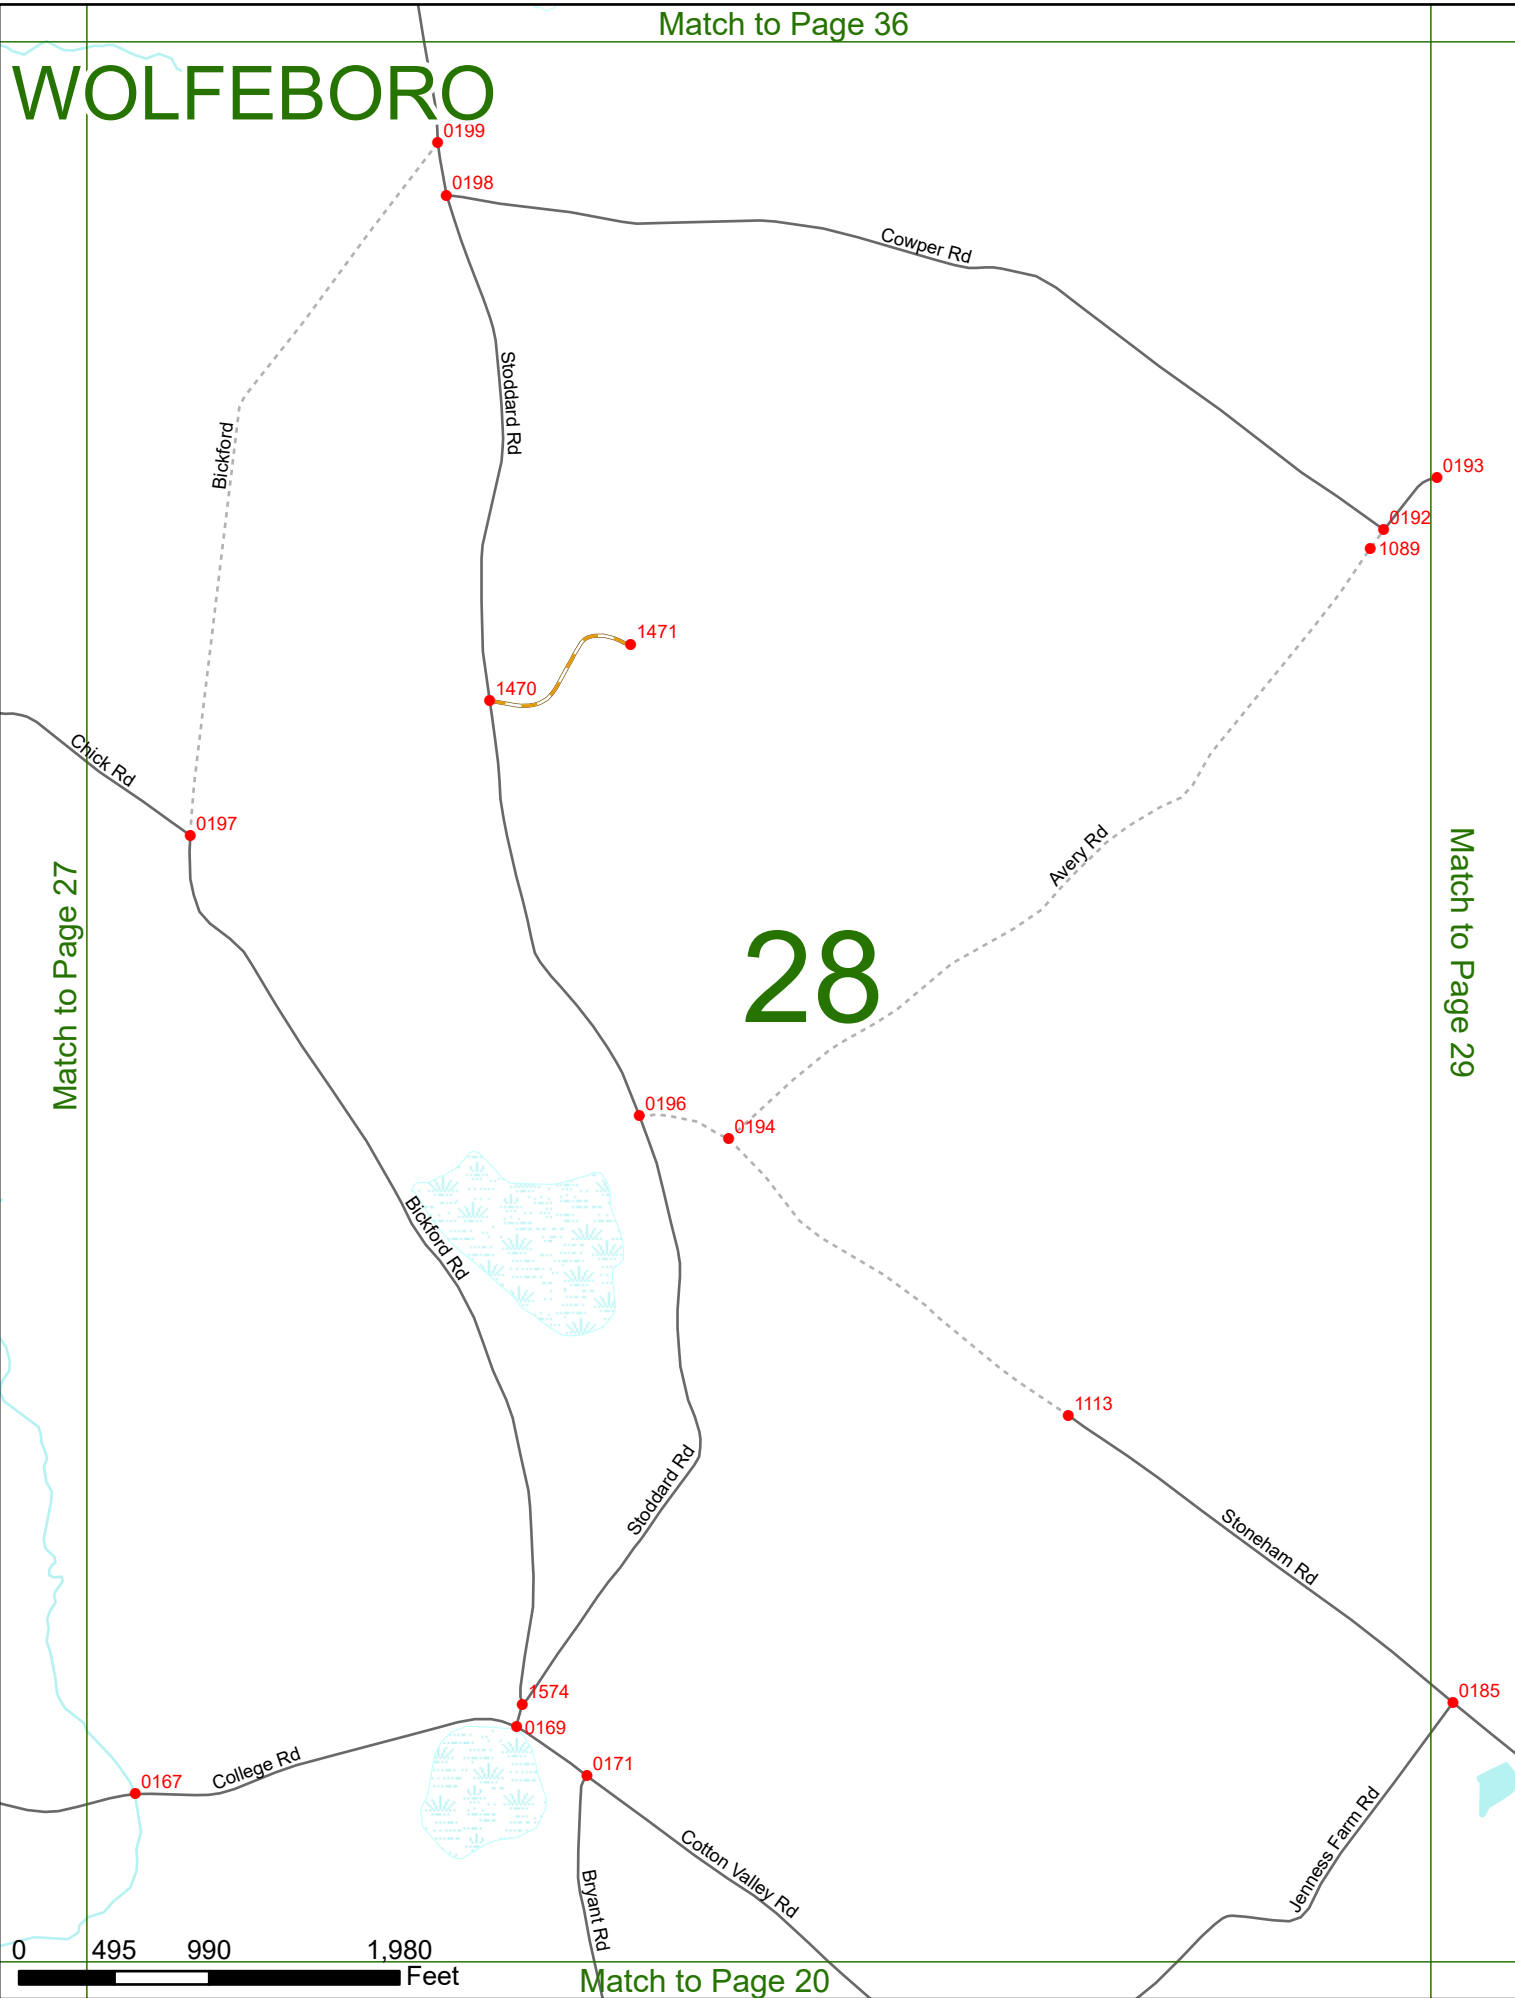 Match to Page 36
WOLFEBORO
0199
0198
Cowper Rd
Stoddard Rd
Bickford
0193
0192
1089
1471
1470
Chick Rd
0197
Avery Rd
Match to Page 27
Match to Page 29
28
0196
0194
Bickford Rd
1113
Stoddard Rd
Stoneham Rd
1574
0185
0169
0171
College Rd
0167
Jenness Farm Rd
Cotton Valley Rd
Bryant Rd
0 495 990 1,980
Feet
Match to Page 20